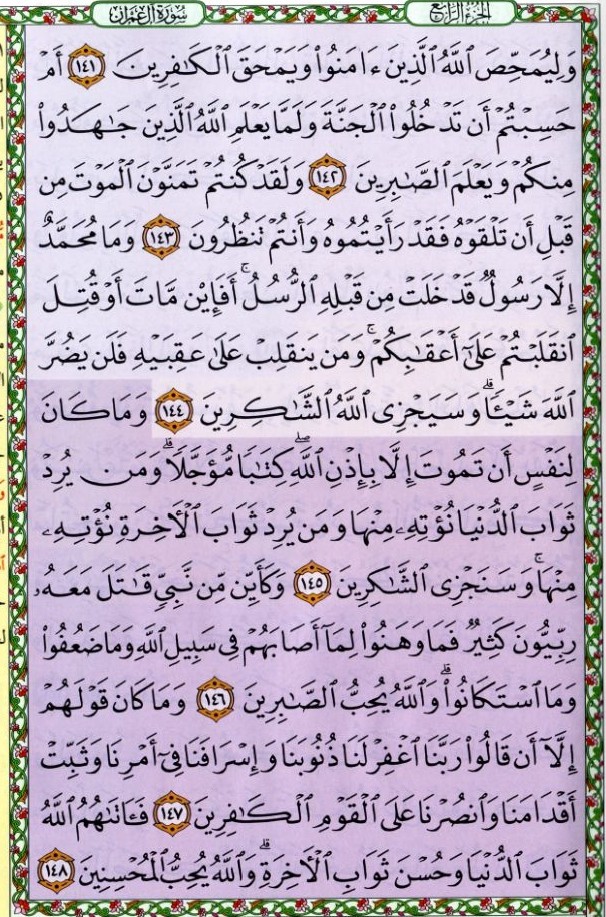 الجزء الرابع
سورة آل عمران
وَلِيُمَحِّصَ ٱللَّهُ ٱلَّذِينَ ءَامَنُوا۟ وَيَمْحَقَ ٱلْكَٰفِرِينَ ١٤١ أَمْ
حَسِبْتُمْ أَن تَدْخُلُوا۟ ٱلْجَنَّةَ وَلَمَّا يَعْلَمِ ٱللَّهُ ٱلَّذِينَ جَٰهَدُوا۟
مِنكُمْ وَيَعْلَمَ ٱلصَّٰبِرِينَ ١٤٢ وَلَقَدْ كُنتُمْ تَمَنَّوْنَ ٱلْمَوْتَ مِن
قَبْلِ أَن تَلْقَوْهُ فَقَدْ رَأَيْتُمُوهُ وَأَنتُمْ تَنظُرُونَ ١٤٣ وَمَا مُحَمَّدٌ
إِلَّا رَسُولٌ قَدْ خَلَتْ مِن قَبْلِهِ ٱلرُّسُلُ ۚ أَفَإِي۟ن مَّاتَ أَوْ قُتِلَ
ٱنقَلَبْتُمْ عَلَىٰٓ أَعْقَٰبِكُمْ ۚ وَمَن يَنقَلِبْ عَلَىٰ عَقِبَيْهِ فَلَن يَضُرَّ
ٱللَّهَ شَيْـًٔا ۗ وَسَيَجْزِى ٱللَّهُ ٱلشَّٰكِرِينَ ١٤٤ وَمَا كَانَ
لِنَفْسٍ أَن تَمُوتَ إِلَّا بِإِذْنِ ٱللَّهِ كِتَٰبًا مُّؤَجَّلًا ۗ وَمَن يُرِدْ
ثَوَابَ ٱلدُّنْيَا نُؤْتِهِۦ مِنْهَا وَمَن يُرِدْ ثَوَابَ ٱلْءَاخِرَةِ نُؤْتِهِۦ
مِنْهَا ۚ وَسَنَجْزِى ٱلشَّٰكِرِينَ ١٤٥ وَكَأَيِّن مِّن نَّبِىٍّ قَٰتَلَ مَعَهُۥ
رِبِّيُّونَ كَثِيرٌ فَمَا وَهَنُوا۟ لِمَآ أَصَابَهُمْ فِى سَبِيلِ ٱللَّهِ وَمَا ضَعُفُوا۟
وَمَا ٱسْتَكَانُوا۟ ۗ وَٱللَّهُ يُحِبُّ ٱلصَّٰبِرِينَ ١٤٦ وَمَا كَانَ قَوْلَهُمْ
إِلَّآ أَن قَالُوا۟ رَبَّنَا ٱغْفِرْ لَنَا ذُنُوبَنَا وَإِسْرَافَنَا فِىٓ أَمْرِنَا وَثَبِّتْ
أَقْدَامَنَا وَٱنصُرْنَا عَلَى ٱلْقَوْمِ ٱلْكَٰفِرِينَ ١٤٧ فَـَٔاتَىٰهُمُ ٱللَّهُ
ثَوَابَ ٱلدُّنْيَا وَحُسْنَ ثَوَابِ ٱلْءَاخِرَةِ ۗ وَٱللَّهُ يُحِبُّ ٱلْمُحْسِنِينَ ١٤٨